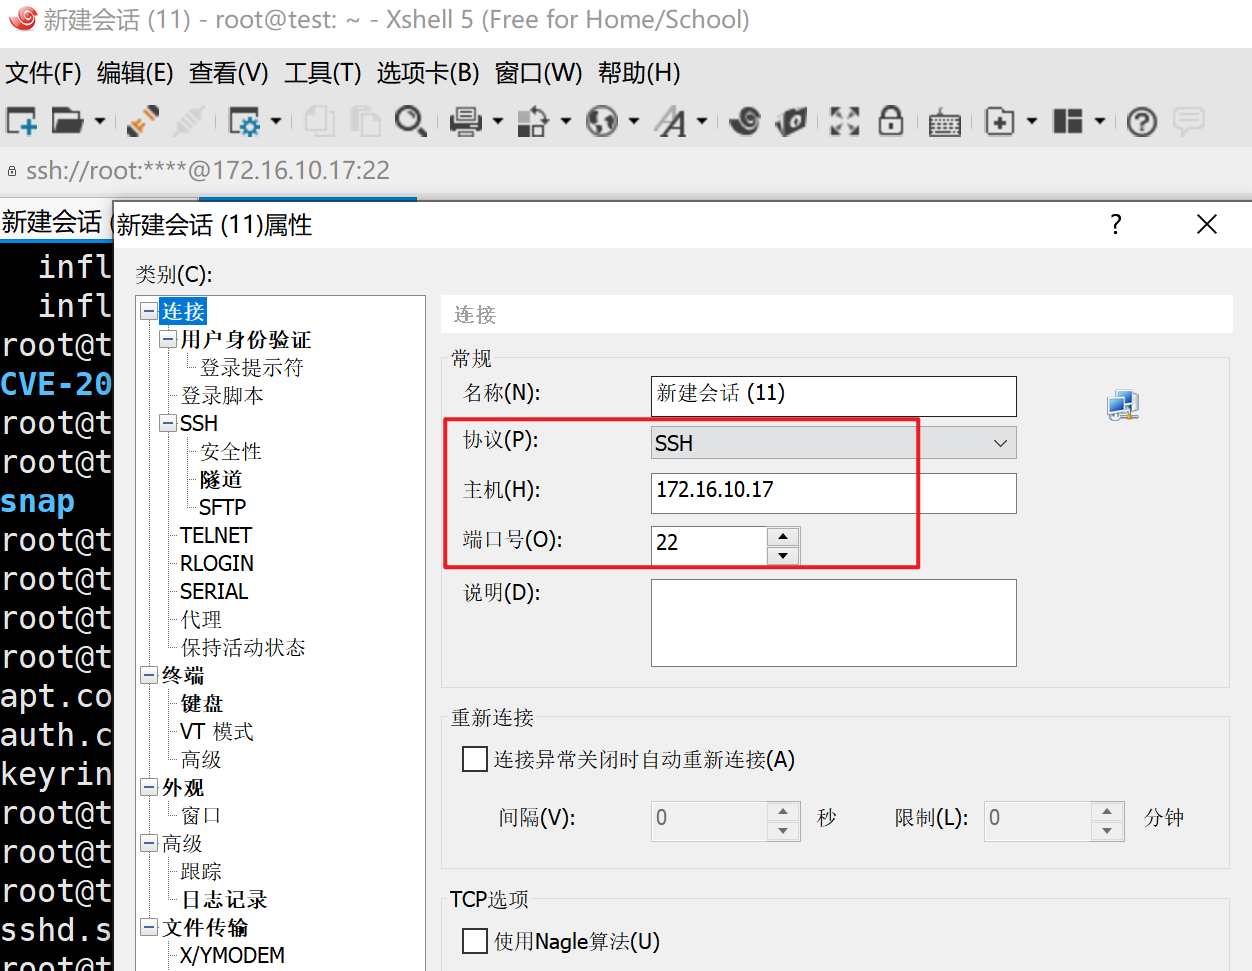 新建会话 (11) - root@test: ~ - Xshell 5 (Free for Home/School)
文件(F) 编辑(E) 查看(V) 工具(T) 选项卡(B) 窗口(W) 帮助(H)
ssh://root:****@172.16.10.17:22
新建会话 (
新建会话 (11)属性
?
infl
infl
root@t
CVE-20
root@t
root@t
snap
root@t
root@t
root@t
root@t
apt.co
auth.c
keyrin
root@t
root@t
root@t
sshd.s
root@t
类别(C):
连接
用户身份验证
登录提示符
登录脚本
SSH
安全性
隧道
SFTP
TELNET
RLOGIN
SERIAL
代理
保持活动状态
终端
键盘
VT 模式
高级
外观
窗口
高级
跟踪
日志记录
文件传输
X/YMODEM
连接
常规
名称(N): 新建会话 (11)
协议(P): SSH
主机(H): 172.16.10.17
端口号(O): 22
说明(D):
重新连接
连接异常关闭时自动重新连接(A)
间隔(V): 0 秒 限制(L): 0 分钟
TCP选项
使用Nagle算法(U)